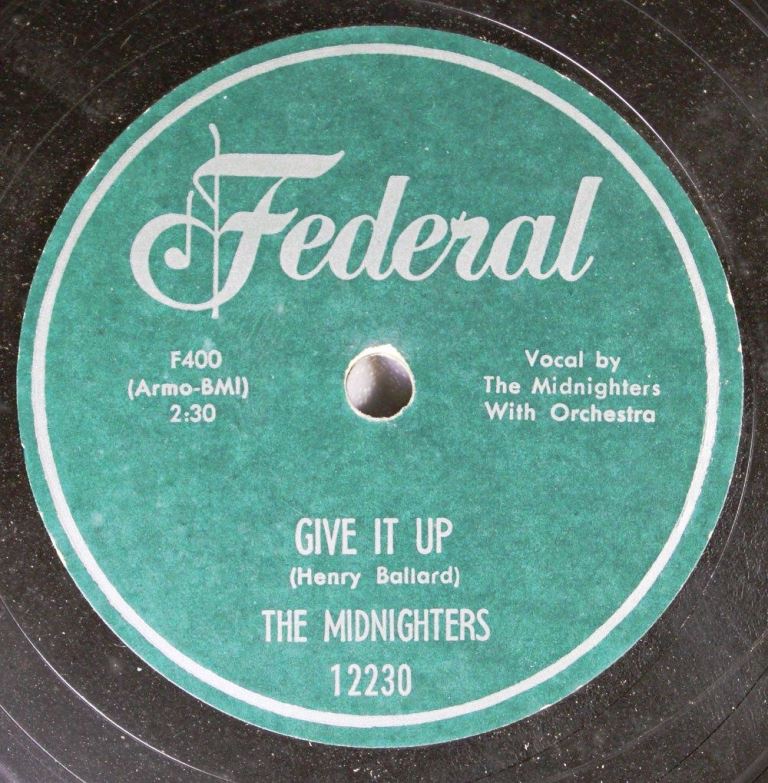 Federal
F400
(Armo-BMI)
2:30
Vocal by
The Midnighters
With Orchestra
GIVE IT UP
(Henry Ballard)
THE MIDNIGHTERS
12230